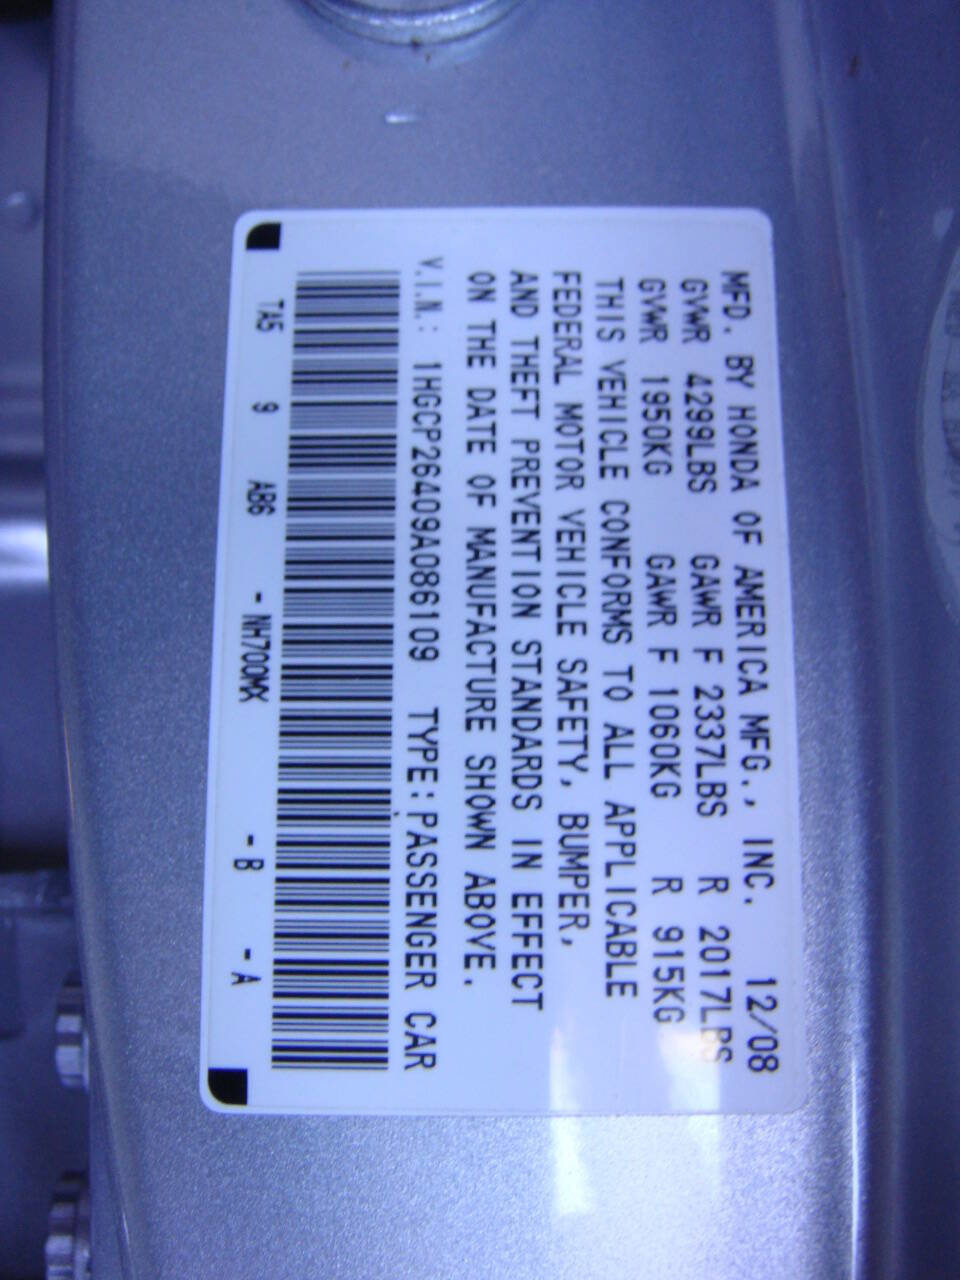 MFD. BY HONDA OF AMERICA MFG., INC. 12/08
GVWR 4299LBS GAWR F 2337LBS R 2017LBS
GVWR 1950KG GAWR F 1060KG R 915KG
THIS VEHICLE CONFORMS TO ALL APPLICABLE
FEDERAL MOTOR VEHICLE SAFETY, BUMPER,
AND THEFT PREVENTION STANDARDS IN EFFECT
ON THE DATE OF MANUFACTURE SHOWN ABOVE.
V.I.N.: 1HGCP26409A086109 TYPE: PASSENGER CAR
TA5 9 AB6 - NH700MX - B - A